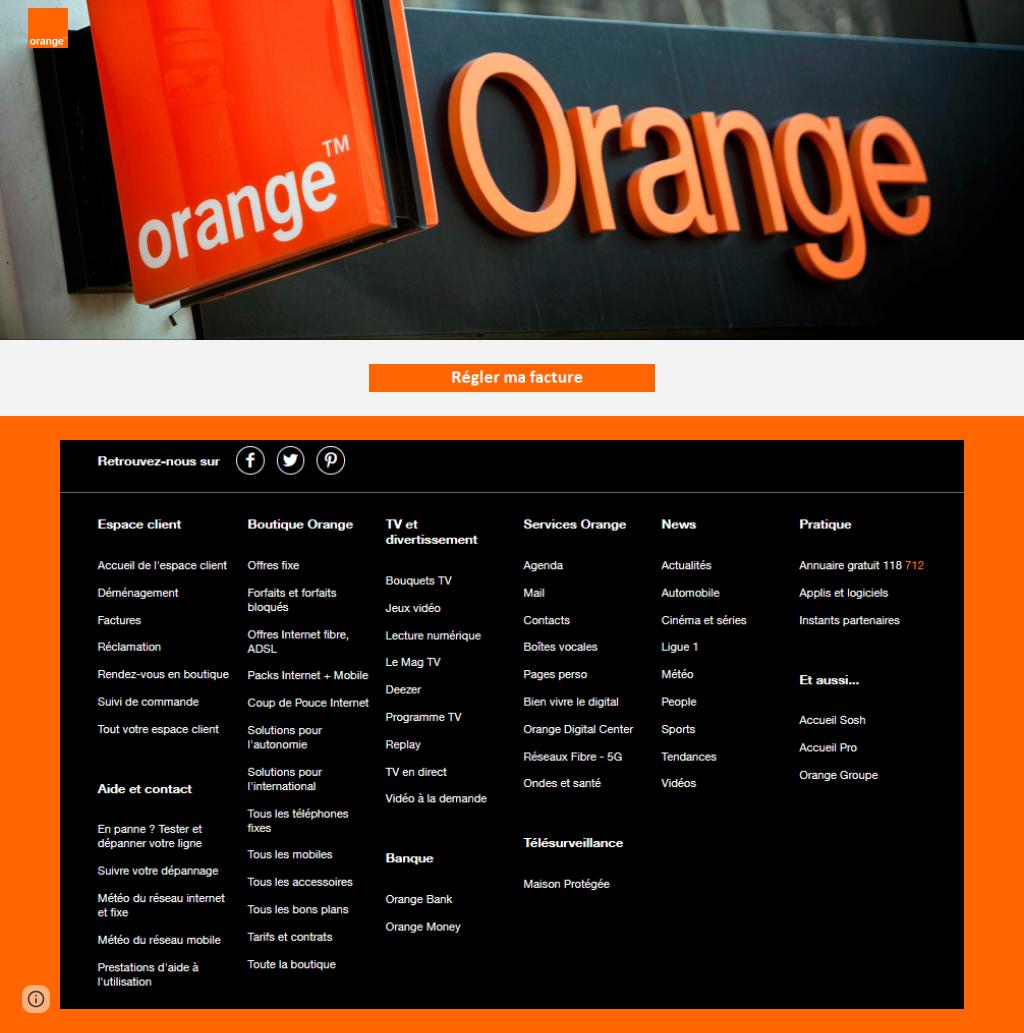 orange
orange™
Orange
Régler ma facture
Retrouvez-nous sur
Espace client
Accueil de l'espace client
Déménagement
Factures
Réclamation
Rendez-vous en boutique
Suivi de commande
Tout votre espace client
Aide et contact
En panne ? Tester et
dépanner votre ligne
Suivre votre dépannage
Météo du réseau internet
et fixe
Météo du réseau mobile
Prestations d'aide à
l'utilisation
Boutique Orange
Offres fixe
Forfaits et forfaits
bloqués
Offres Internet fibre,
ADSL
Packs Internet + Mobile
Coup de Pouce Internet
Solutions pour
l'autonomie
Solutions pour
l'international
Tous les téléphones
fixes
Tous les mobiles
Tous les accessoires
Tous les bons plans
Tarifs et contrats
Toute la boutique
TV et
divertissement
Bouquets TV
Jeux vidéo
Lecture numérique
Le Mag TV
Deezer
Programme TV
Replay
TV en direct
Vidéo à la demande
Banque
Orange Bank
Orange Money
Services Orange
Agenda
Mail
Contacts
Boîtes vocales
Pages perso
Bien vivre le digital
Orange Digital Center
Réseaux Fibre - 5G
Ondes et santé
Télésurveillance
Maison Protégée
News
Actualités
Automobile
Cinéma et séries
Ligue 1
Météo
People
Sports
Tendances
Vidéos
Pratique
Annuaire gratuit 118 712
Applis et logiciels
Instants partenaires
Et aussi...
Accueil Sosh
Accueil Pro
Orange Groupe